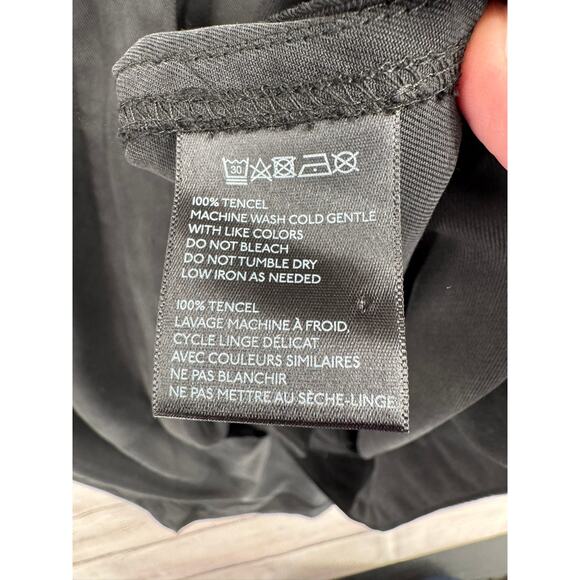 30
100% TENCEL
MACHINE WASH COLD GENTLE
WITH LIKE COLORS
DO NOT BLEACH
DO NOT TUMBLE DRY
LOW IRON AS NEEDED
100% TENCEL
LAVAGE MACHINE À FROID,
CYCLE LINGE DÉLICAT
AVEC COULEURS SIMILAIRES
NE PAS BLANCHIR
NE PAS METTRE AU SÈCHE-LINGE